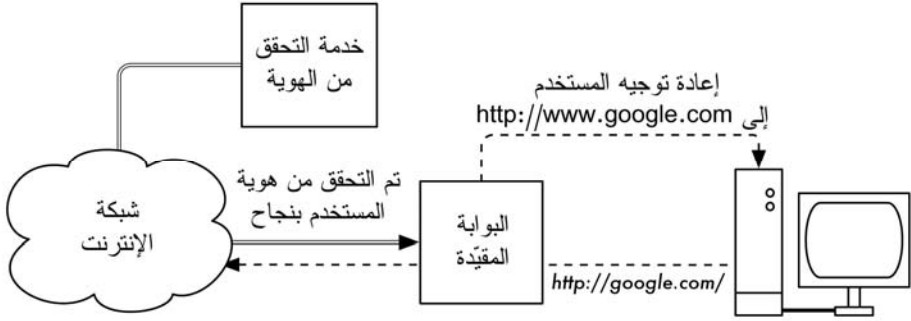 خدمة التحقق
من الهوية
إعادة توجيه المستخدم
إلى http://www.google.com
تم التحقق من هوية
المستخدم بنجاح
شبكة
الإنترنت
البوابة
المقيّدة
http://google.com/